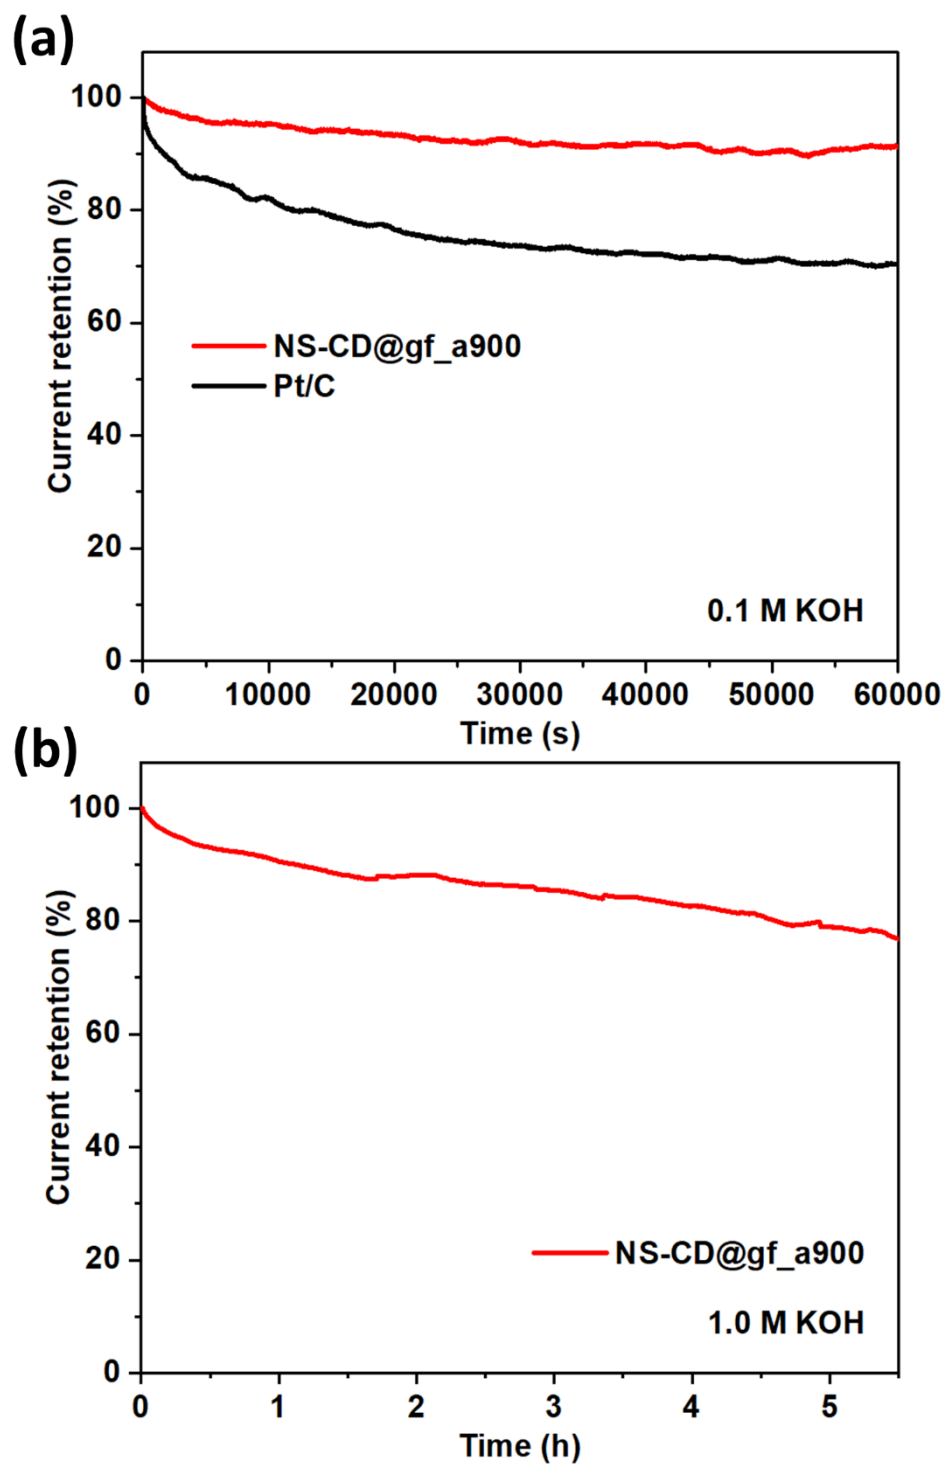 (a)
100
80
60
40
20
0
Current retention (%)
NS-CD@gf_a900
Pt/C
0.1 M KOH
0 10000 20000 30000 40000 50000 60000
Time (s)
(b)
100
80
60
40
20
0
Current retention (%)
NS-CD@gf_a900
1.0 M KOH
0 1 2 3 4 5
Time (h)